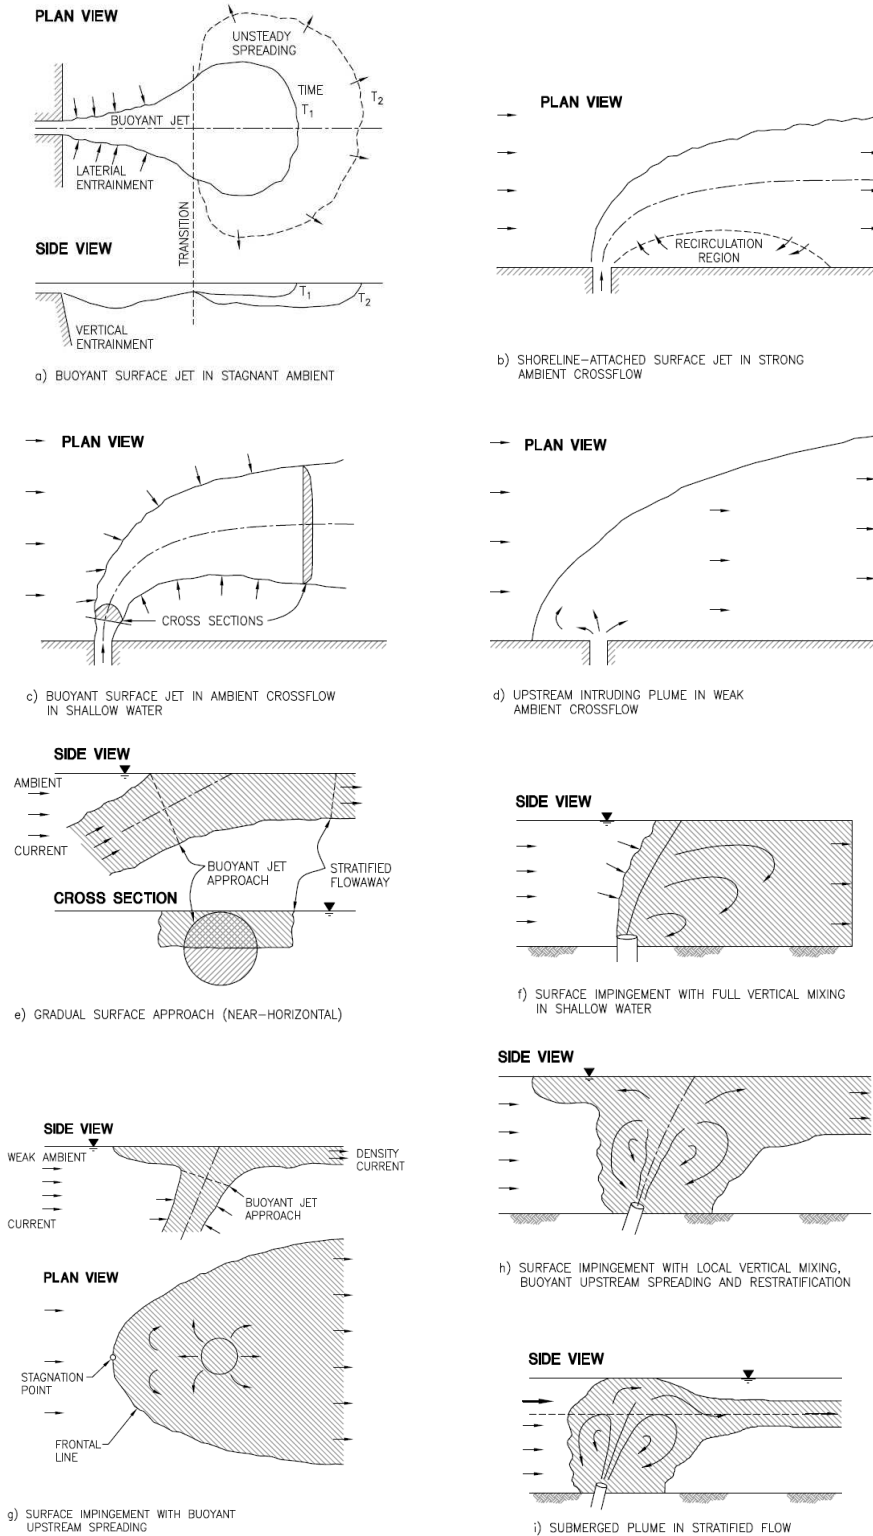 PLAN VIEW
UNSTEADY
SPREADING
TIME
T1
T2
BUOYANT JET
LATERIAL
ENTRAINMENT
TRANSITION
SIDE VIEW
T1
T2
VERTICAL
ENTRAINMENT
a) BUOYANT SURFACE JET IN STAGNANT AMBIENT
PLAN VIEW
RECIRCULATION
REGION
b) SHORELINE-ATTACHED SURFACE JET IN STRONG
AMBIENT CROSSFLOW
PLAN VIEW
CROSS SECTIONS
c) BUOYANT SURFACE JET IN AMBIENT CROSSFLOW
IN SHALLOW WATER
PLAN VIEW
d) UPSTREAM INTRUDING PLUME IN WEAK
AMBIENT CROSSFLOW
SIDE VIEW
AMBIENT
CURRENT
BUOYANT JET
APPROACH
STRATIFIED
FLOWAWAY
CROSS SECTION
e) GRADUAL SURFACE APPROACH (NEAR-HORIZONTAL)
SIDE VIEW
f) SURFACE IMPINGEMENT WITH FULL VERTICAL MIXING
IN SHALLOW WATER
SIDE VIEW
WEAK AMBIENT
CURRENT
DENSITY
CURRENT
BUOYANT JET
APPROACH
PLAN VIEW
STAGNATION
POINT
FRONTAL
LINE
g) SURFACE IMPINGEMENT WITH BUOYANT
UPSTREAM SPREADING
SIDE VIEW
h) SURFACE IMPINGEMENT WITH LOCAL VERTICAL MIXING,
BUOYANT UPSTREAM SPREADING AND RESTRATIFICATION
SIDE VIEW
i) SUBMERGED PLUME IN STRATIFIED FLOW